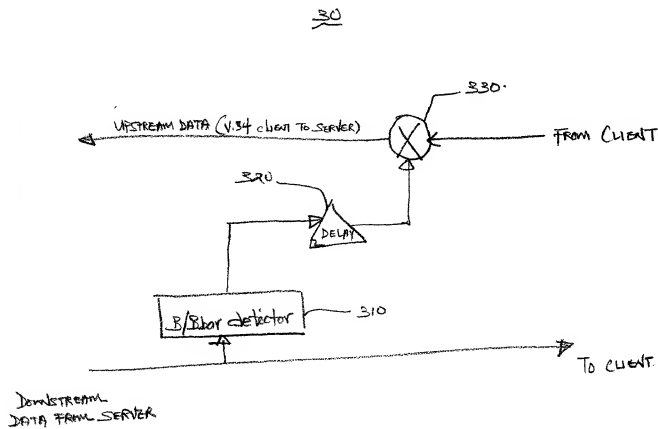 30
330.
UPSTREAM DATA (V.34 CLIENT TO SERVER)
FROM CLIENT
320
DELAY
B/Bbar detector
310
TO CLIENT.
DOWNSTREAM
DATA FROM SERVER